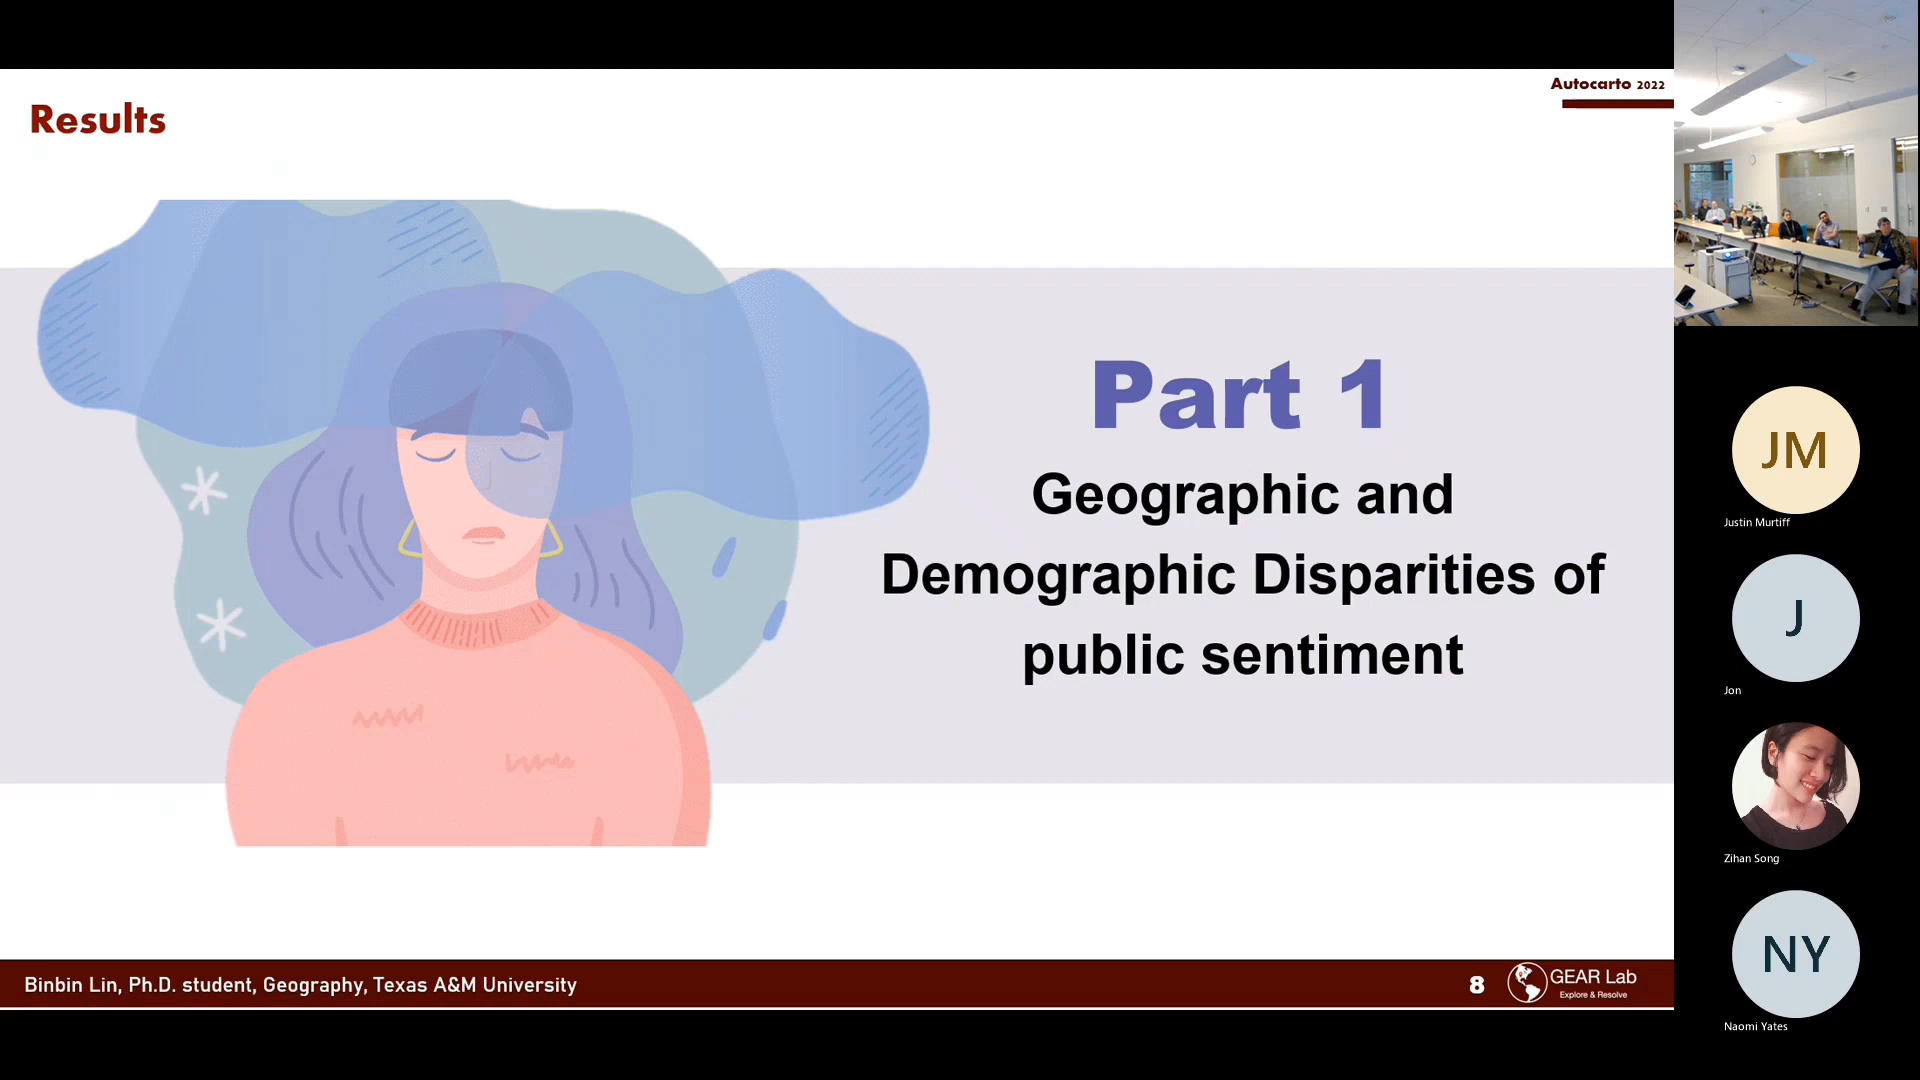 Autocarto 2022
Results
Part 1
Geographic and
Demographic Disparities of
public sentiment
Binbin Lin, Ph.D. student, Geography, Texas A&M University
8
GEAR Lab
Explore & Resolve
JM
Justin Murtiff
J
Jon
Zihan Song
NY
Naomi Yates